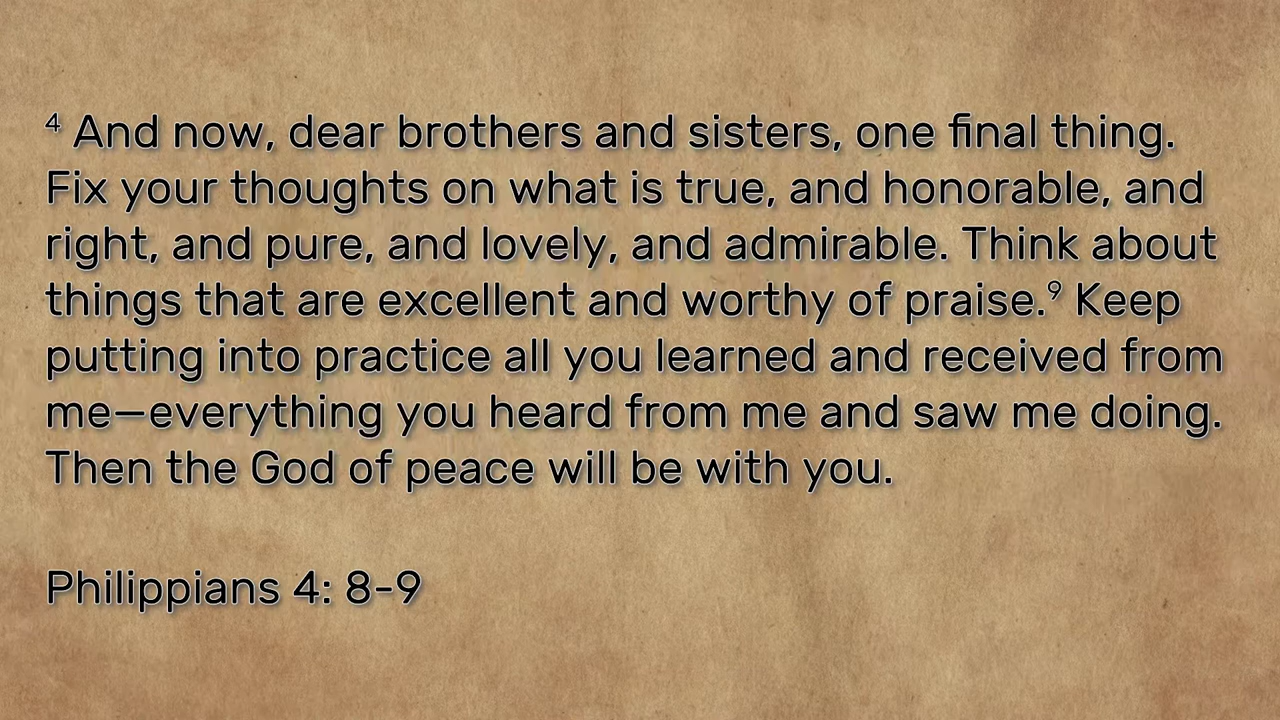 ⁴ And now, dear brothers and sisters, one final thing.
Fix your thoughts on what is true, and honorable, and
right, and pure, and lovely, and admirable. Think about
things that are excellent and worthy of praise.⁹ Keep
putting into practice all you learned and received from
me—everything you heard from me and saw me doing.
Then the God of peace will be with you.
Philippians 4: 8-9